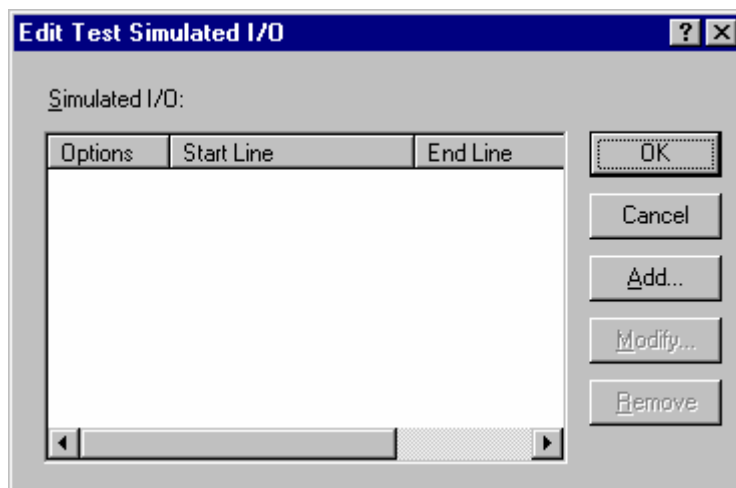 Edit Test Simulated I/O
Simulated I/O:
Options Start Line End Line
OK
Cancel
Add...
Modify...
Remove